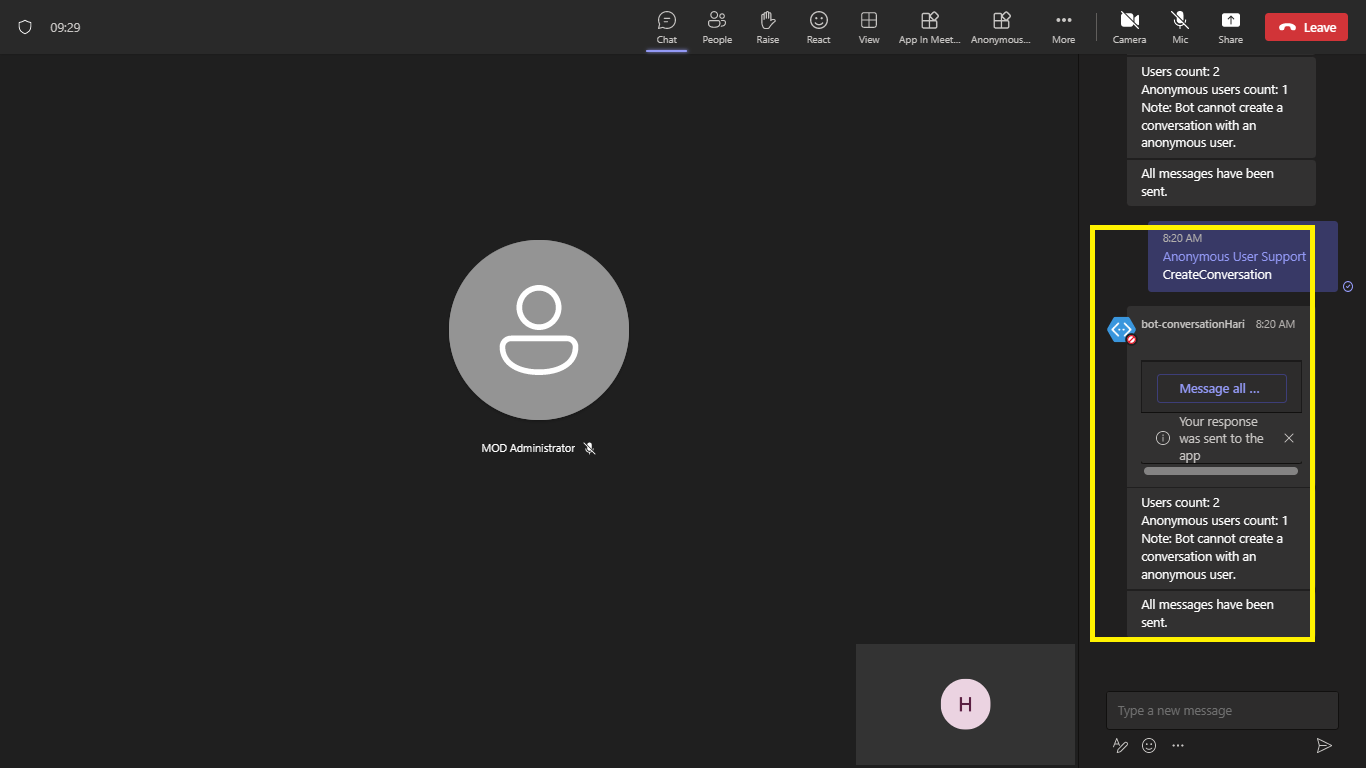 09:29
Chat
People
Raise
React
View
App In Meet...
Anonymous...
More
Camera
Mic
Share
Leave
Users count: 2
Anonymous users count: 1
Note: Bot cannot create a
conversation with an
anonymous user.
All messages have been
sent.
8:20 AM
Anonymous User Support
CreateConversation
bot-conversationHari 8:20 AM
Message all ...
Your response
was sent to the
app
Users count: 2
Anonymous users count: 1
Note: Bot cannot create a
conversation with an
anonymous user.
All messages have been
sent.
MOD Administrator
H
Type a new message